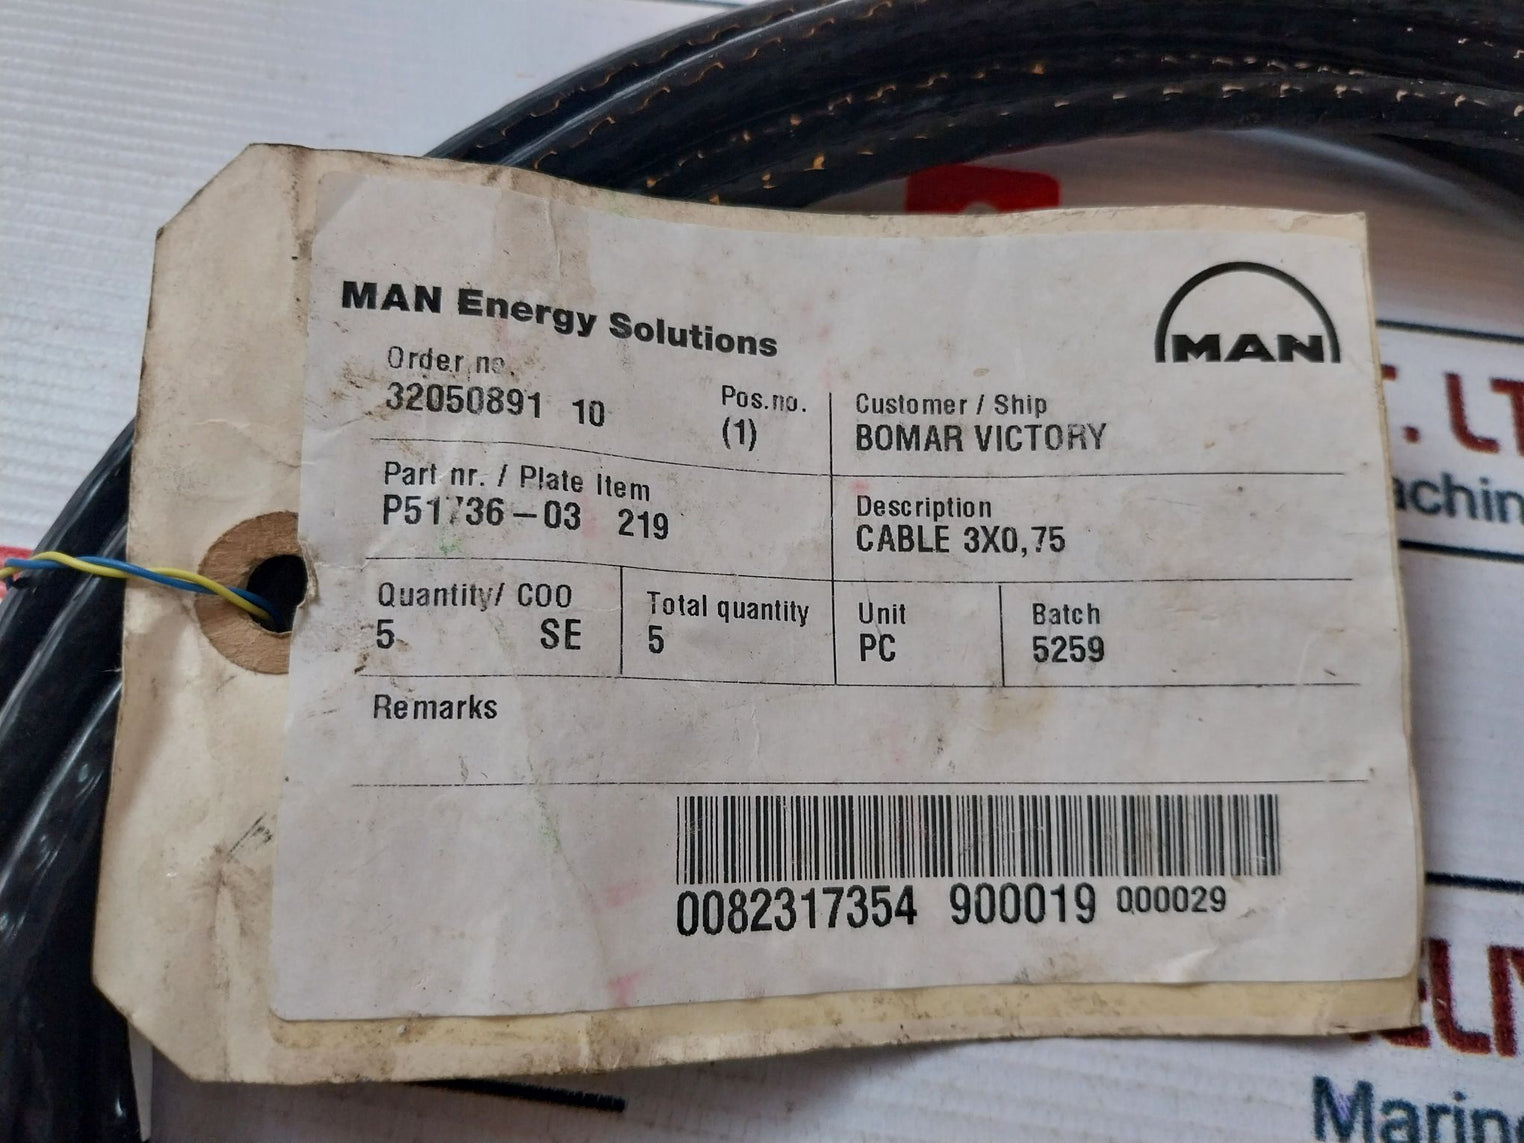 MAN Energy Solutions
MAN
Order no.
32050891 10
Pos.no.
(1)
Customer / Ship
BOMAR VICTORY
Part nr. / Plate Item
P51736-03 219
Description
CABLE 3X0,75
Quantity/ COO
5 SE
Total quantity
5
Unit
PC
Batch
5259
Remarks
0082317354 900019 000029
. LT
achin
Marin